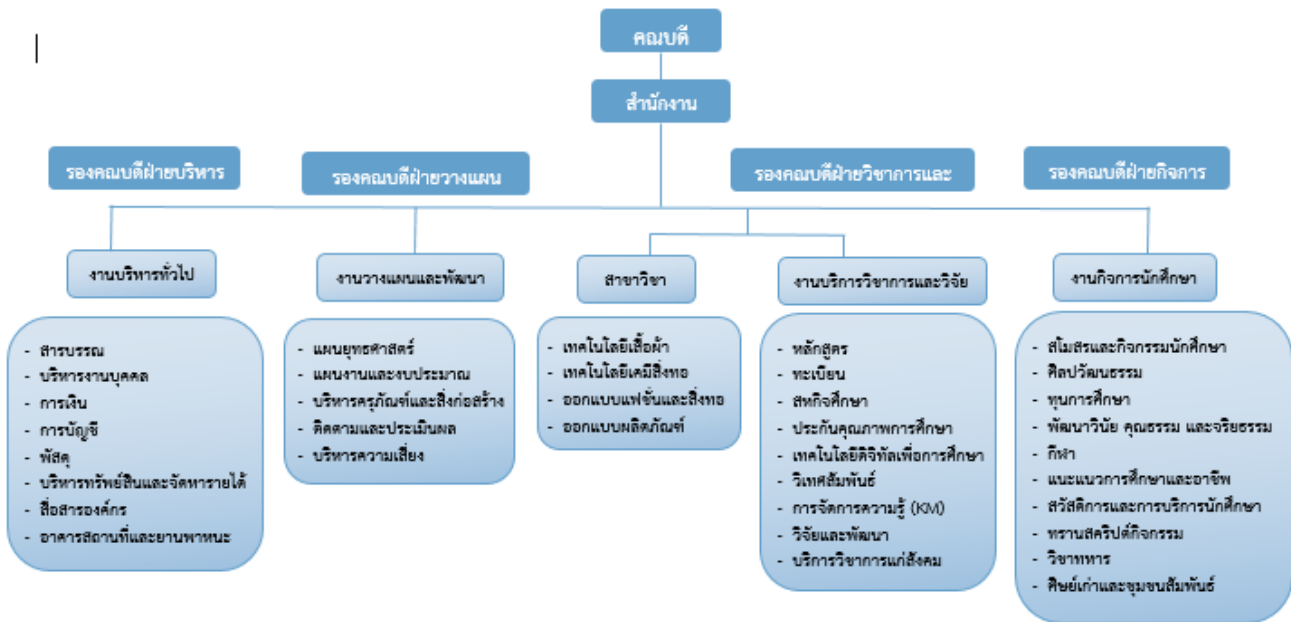 คณบดี
สำนักงาน
รองคณบดีฝ่ายบริหาร
รองคณบดีฝ่ายวางแผน
รองคณบดีฝ่ายวิชาการและ
รองคณบดีฝ่ายกิจการ
งานบริหารทั่วไป
- สารบรรณ
- บริหารงานบุคคล
- การเงิน
- การบัญชี
- พัสดุ
- บริหารทรัพย์สินและจัดหารายได้
- สื่อสารองค์กร
- อาคารสถานที่และยานพาหนะ
งานวางแผนและพัฒนา
- แผนยุทธศาสตร์
- แผนงานและงบประมาณ
- บริหารครุภัณฑ์และสิ่งก่อสร้าง
- ติดตามและประเมินผล
- บริหารความเสี่ยง
สาขาวิชา
- เทคโนโลยีเสื้อผ้า
- เทคโนโลยีเคมีสิ่งทอ
- ออกแบบแฟชั่นและสิ่งทอ
- ออกแบบผลิตภัณฑ์
งานบริการวิชาการและวิจัย
- หลักสูตร
- ทะเบียน
- สหกิจศึกษา
- ประกันคุณภาพการศึกษา
- เทคโนโลยีดิจิทัลเพื่อการศึกษา
- วิเทศสัมพันธ์
- การจัดการความรู้ (KM)
- วิจัยและพัฒนา
- บริการวิชาการแก่สังคม
งานกิจการนักศึกษา
- สโมสรและกิจกรรมนักศึกษา
- ศิลปวัฒนธรรม
- ทุนการศึกษา
- พัฒนาวินัย คุณธรรม และจริยธรรม
- กีฬา
- แนะแนวการศึกษาและอาชีพ
- สวัสดิการและการบริการนักศึกษา
- ทรานสคริปต์กิจกรรม
- วิชาทหาร
- ศิษย์เก่าและชุมชนสัมพันธ์